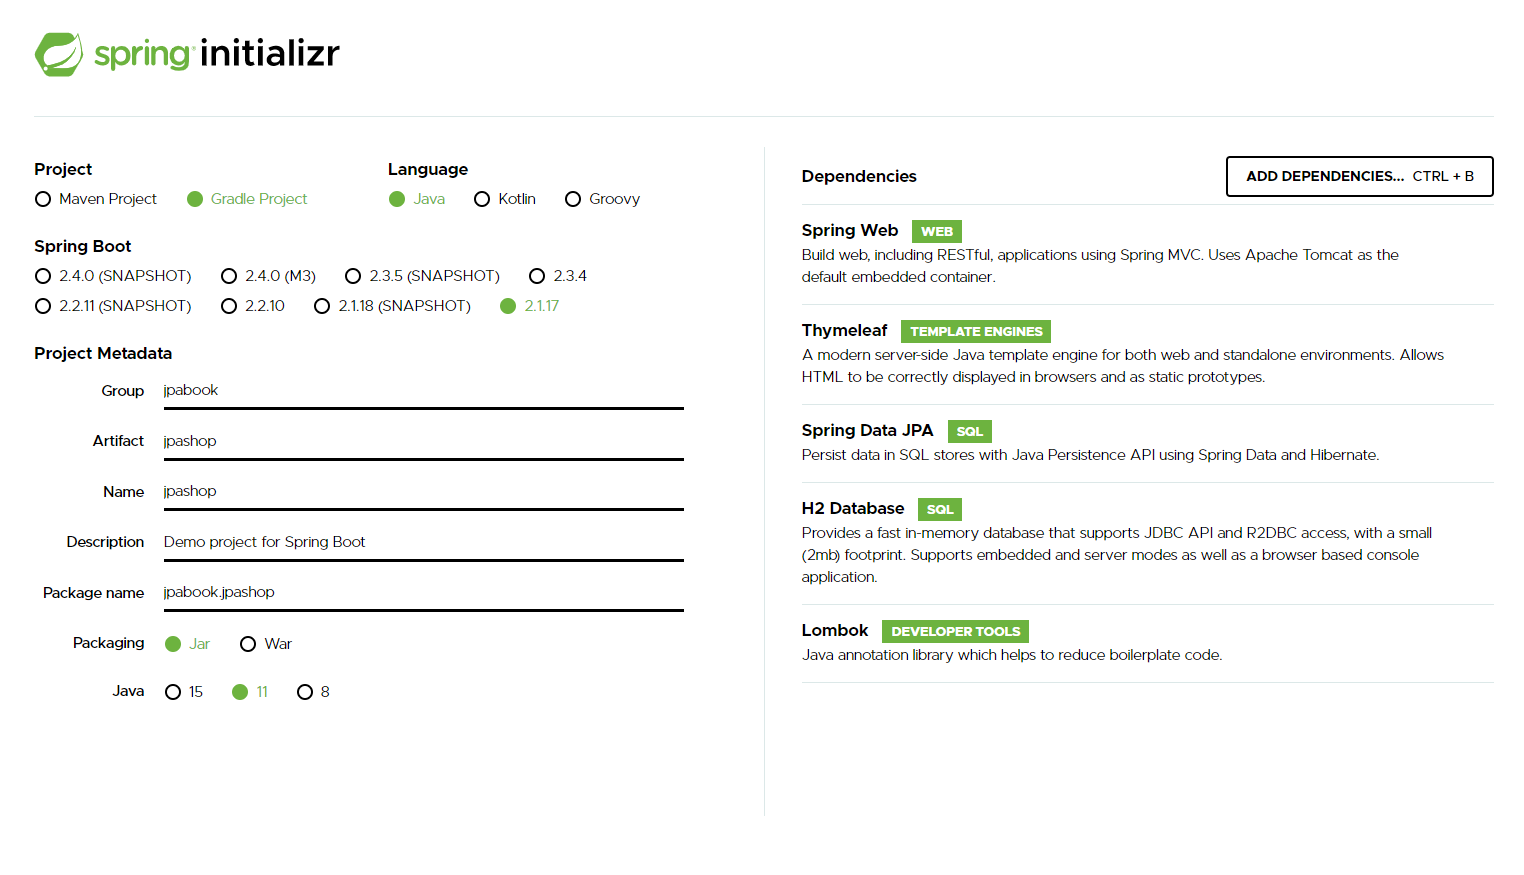 spring initializr
Project
Maven Project Gradle Project
Language
Java Kotlin Groovy
Spring Boot
2.4.0 (SNAPSHOT) 2.4.0 (M3) 2.3.5 (SNAPSHOT) 2.3.4
2.2.11 (SNAPSHOT) 2.2.10 2.1.18 (SNAPSHOT) 2.1.17
Project Metadata
Group jpabook
Artifact jpashop
Name jpashop
Description Demo project for Spring Boot
Package name jpabook.jpashop
Packaging Jar War
Java 15 11 8
Dependencies ADD DEPENDENCIES... CTRL + B
Spring Web WEB
Build web, including RESTful, applications using Spring MVC. Uses Apache Tomcat as the
default embedded container.
Thymeleaf TEMPLATE ENGINES
A modern server-side Java template engine for both web and standalone environments. Allows
HTML to be correctly displayed in browsers and as static prototypes.
Spring Data JPA SQL
Persist data in SQL stores with Java Persistence API using Spring Data and Hibernate.
H2 Database SQL
Provides a fast in-memory database that supports JDBC API and R2DBC access, with a small
(2mb) footprint. Supports embedded and server modes as well as a browser based console
application.
Lombok DEVELOPER TOOLS
Java annotation library which helps to reduce boilerplate code.